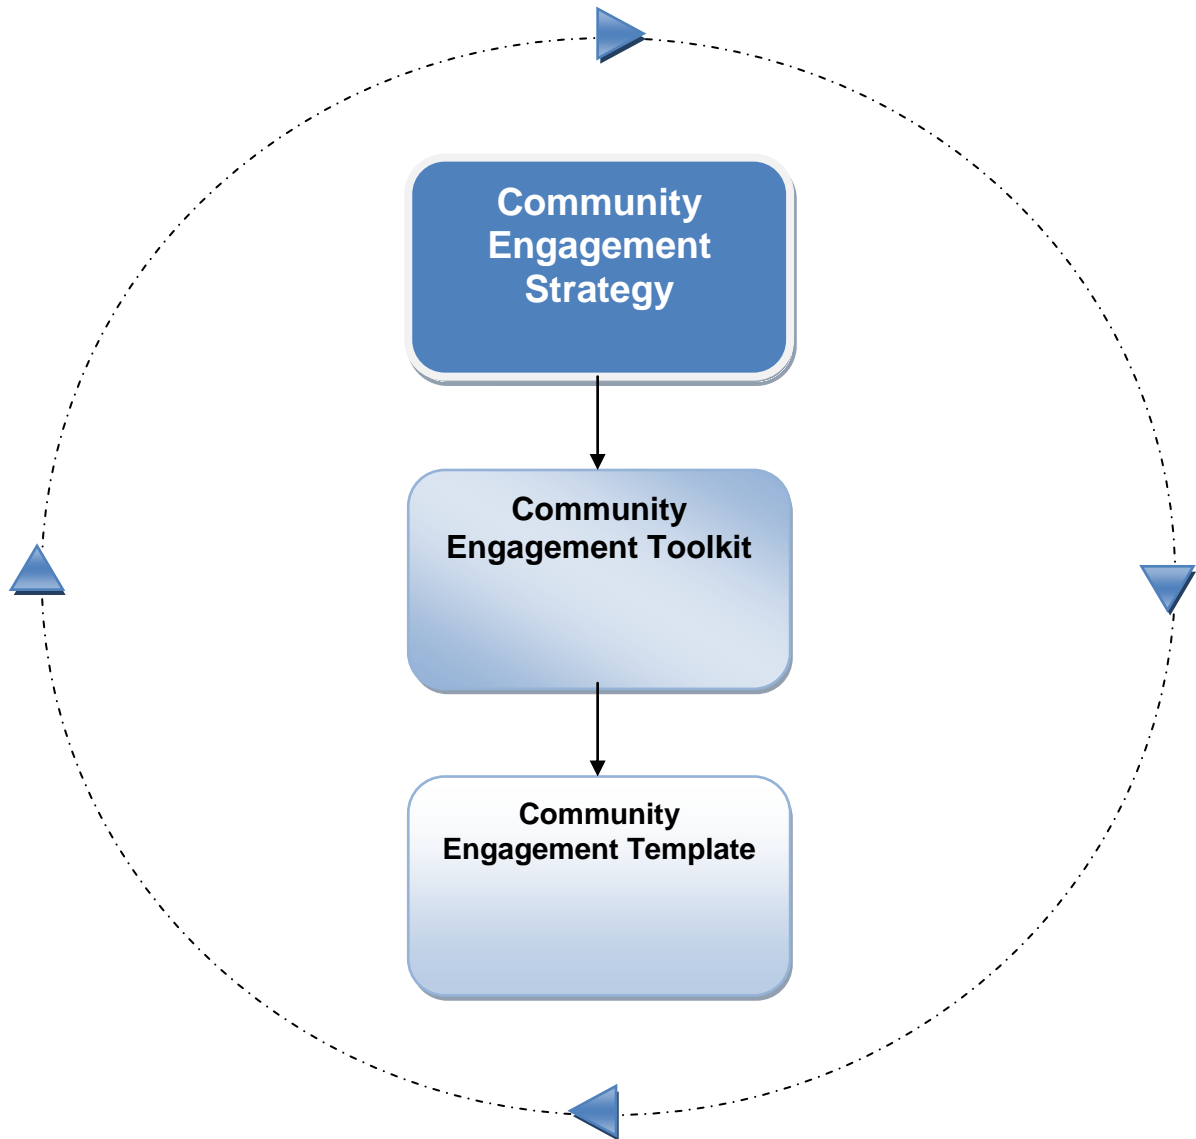 Community
Engagement
Strategy
Community
Engagement Toolkit
Community
Engagement Template